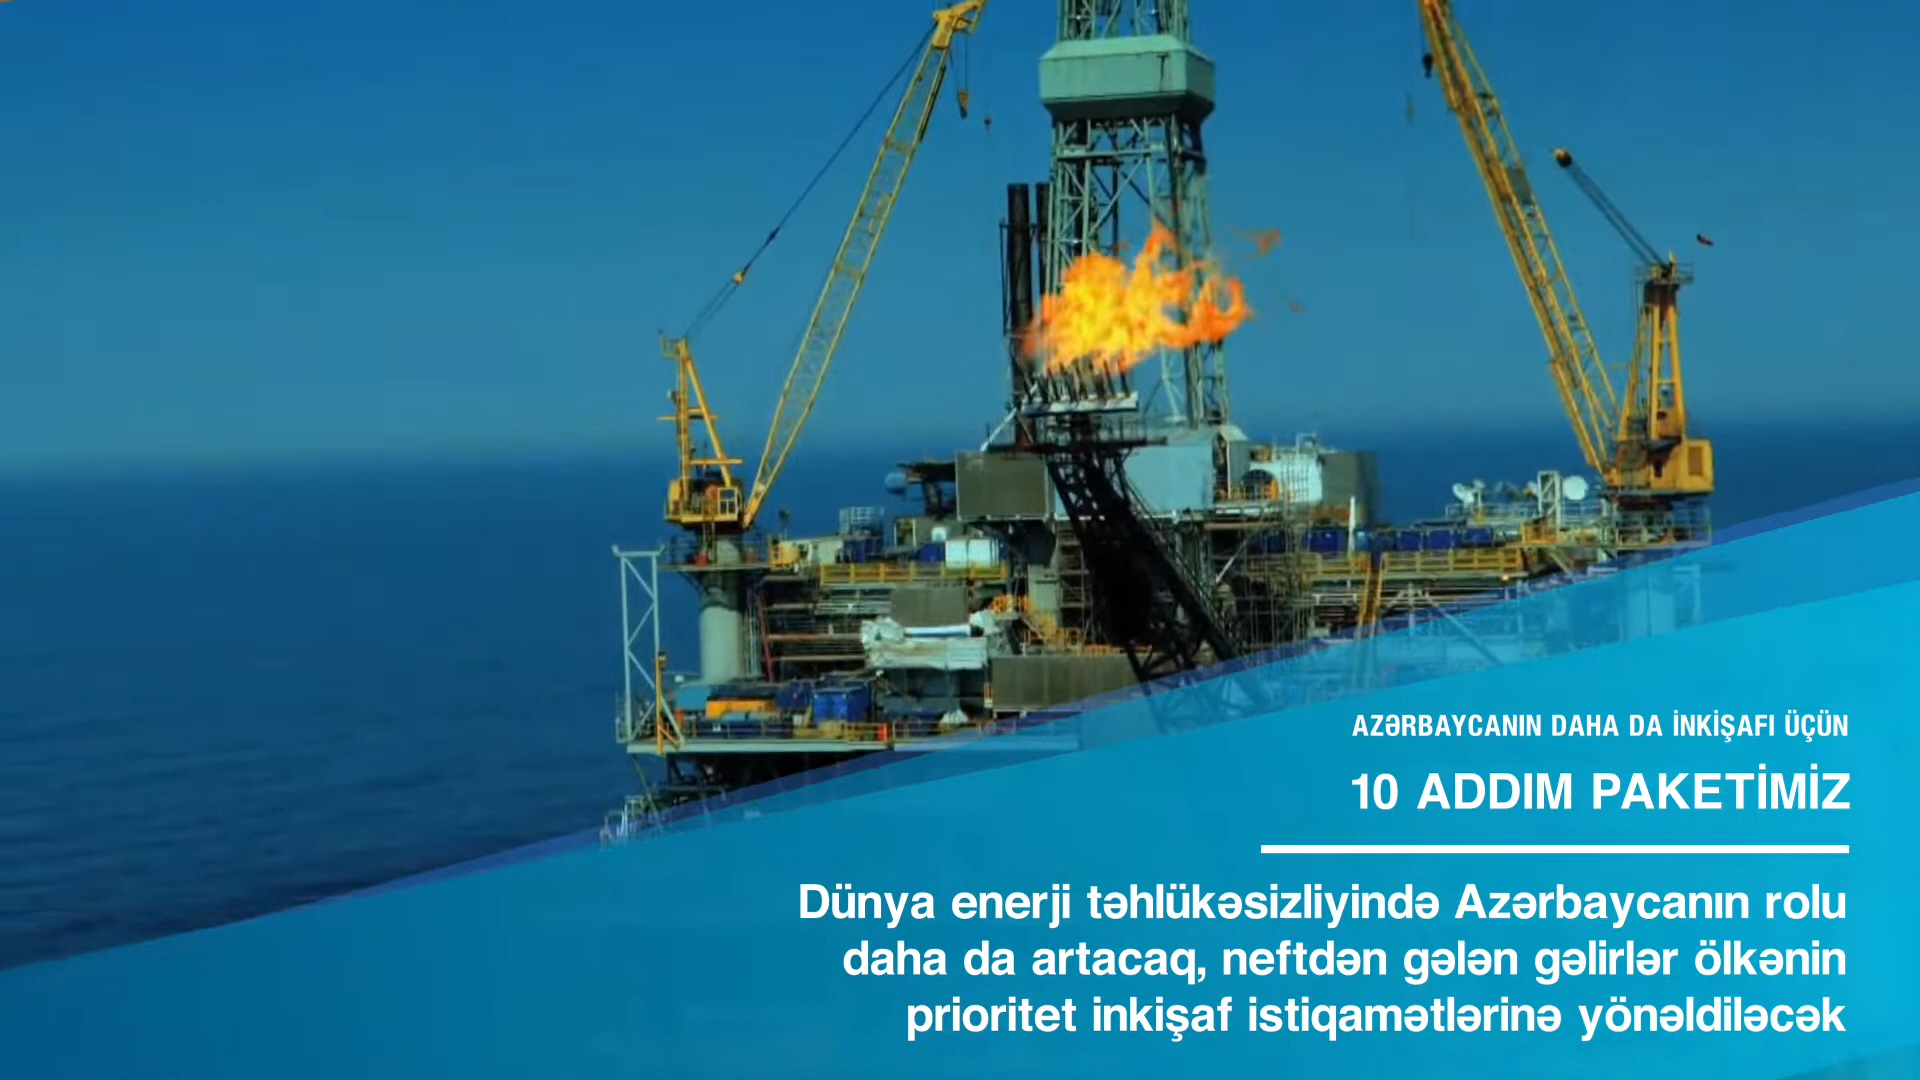 AZƏRBAYCANIN DAHA DA İNKİŞAFI ÜÇÜN
10 ADDIM PAKETİMİZ
Dünya enerji təhlükəsizliyində Azərbaycanın rolu
daha da artacaq, neftdən gələn gəlirlər ölkənin
prioritet inkişaf istiqamətlərinə yönəldiləcək